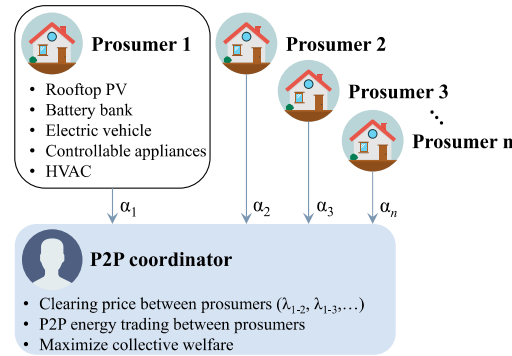 Prosumer 1
• Rooftop PV
• Battery bank
• Electric vehicle
• Controllable appliances
• HVAC
Prosumer 2
Prosumer 3
⋱
Prosumer n
α1
α2
α3
αn
P2P coordinator
• Clearing price between prosumers (λ1-2, λ1-3,…)
• P2P energy trading between prosumers
• Maximize collective welfare